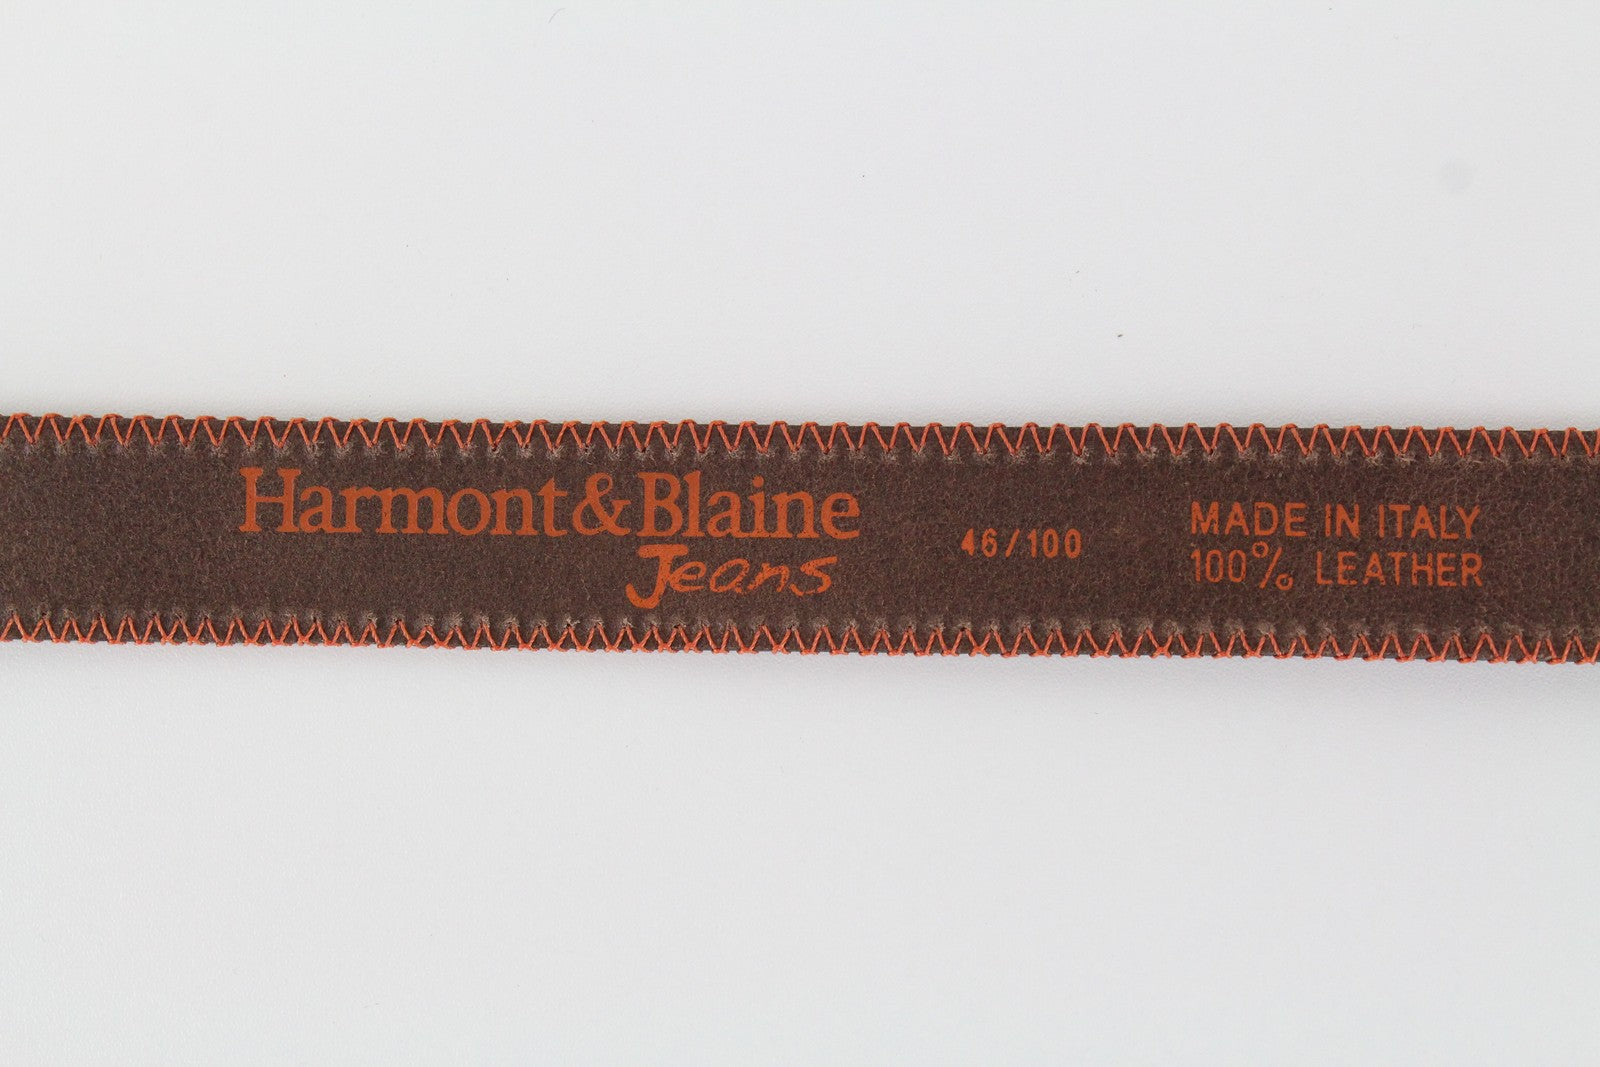 Harmont&Blaine
Jeans
46/100
MADE IN ITALY
100% LEATHER